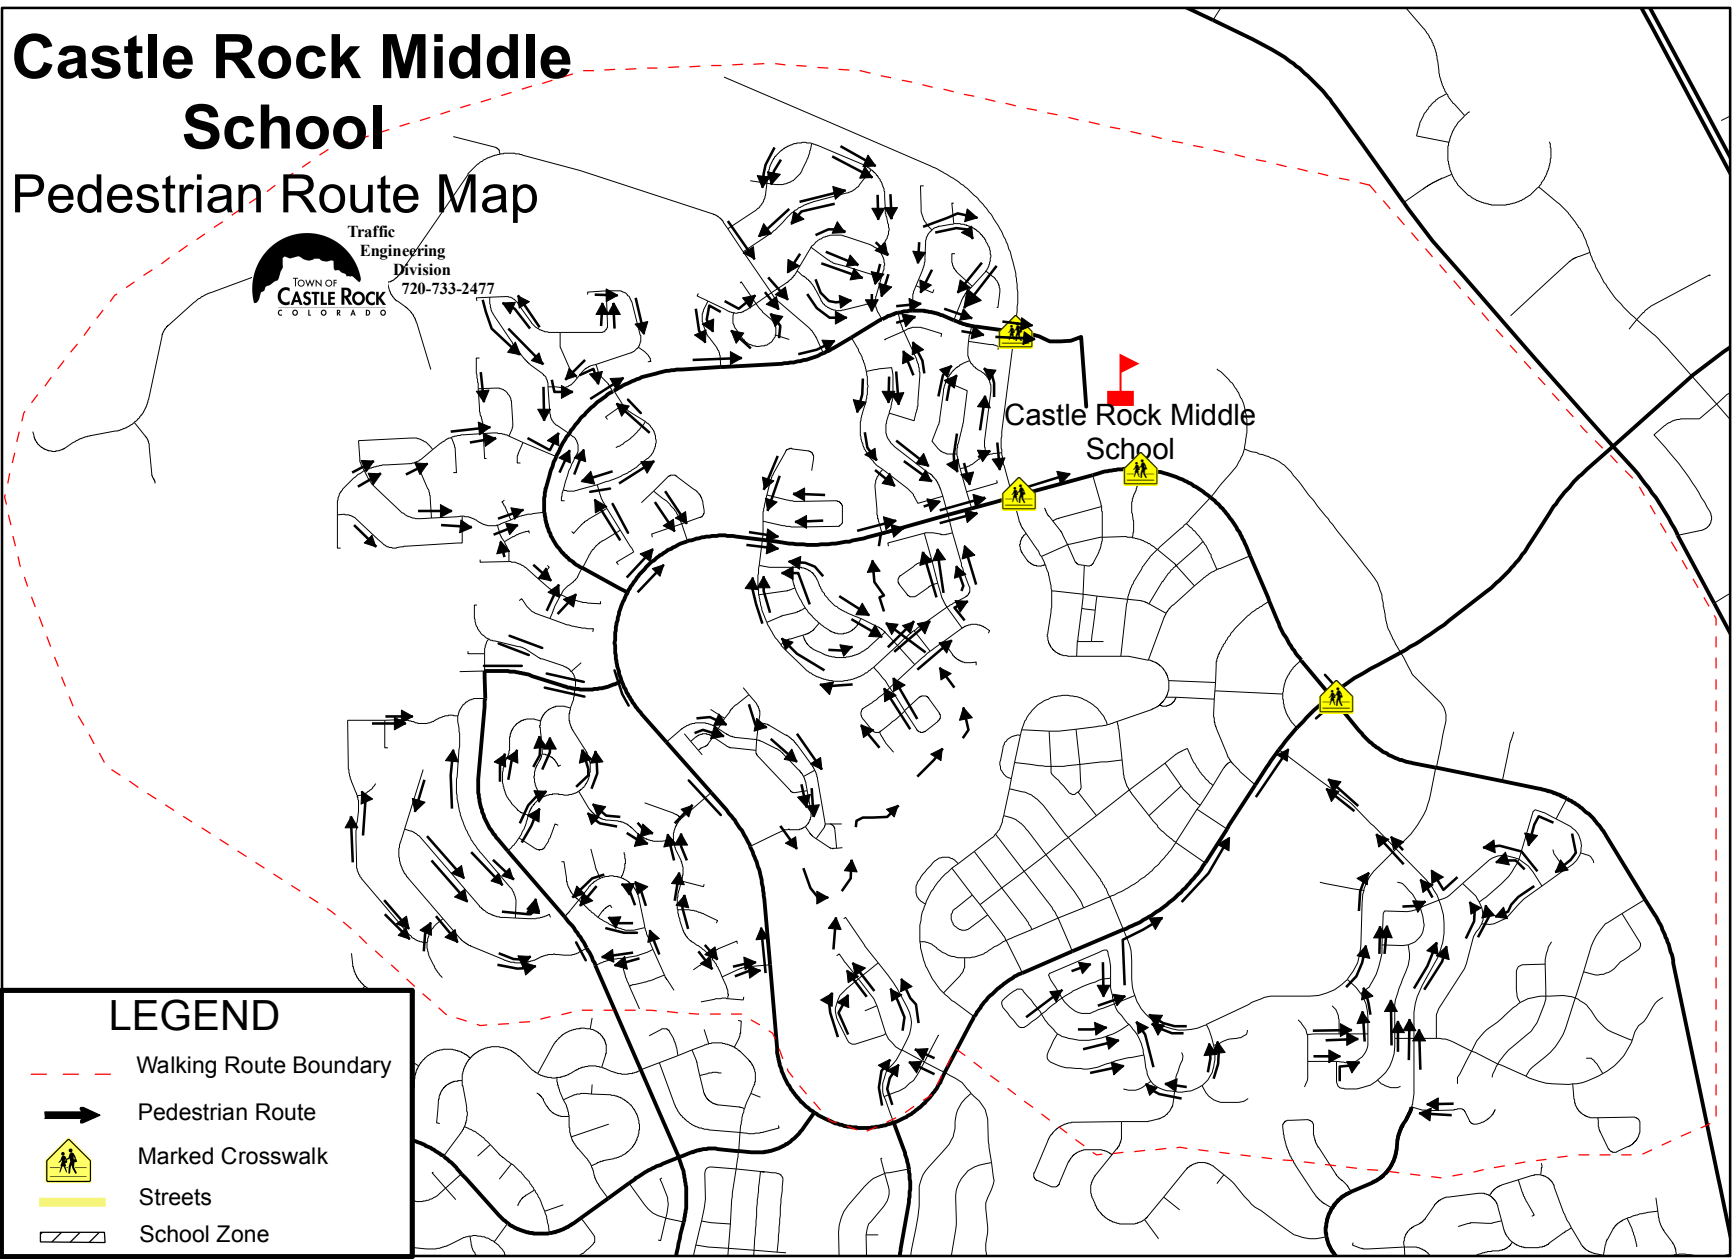 Castle Rock Middle
School
Pedestrian Route Map
Traffic
Engineering
Division
720-733-2477
TOWN OF
CASTLE ROCK
COLORADO
Castle Rock Middle
School
LEGEND
Walking Route Boundary
Pedestrian Route
Marked Crosswalk
Streets
School Zone